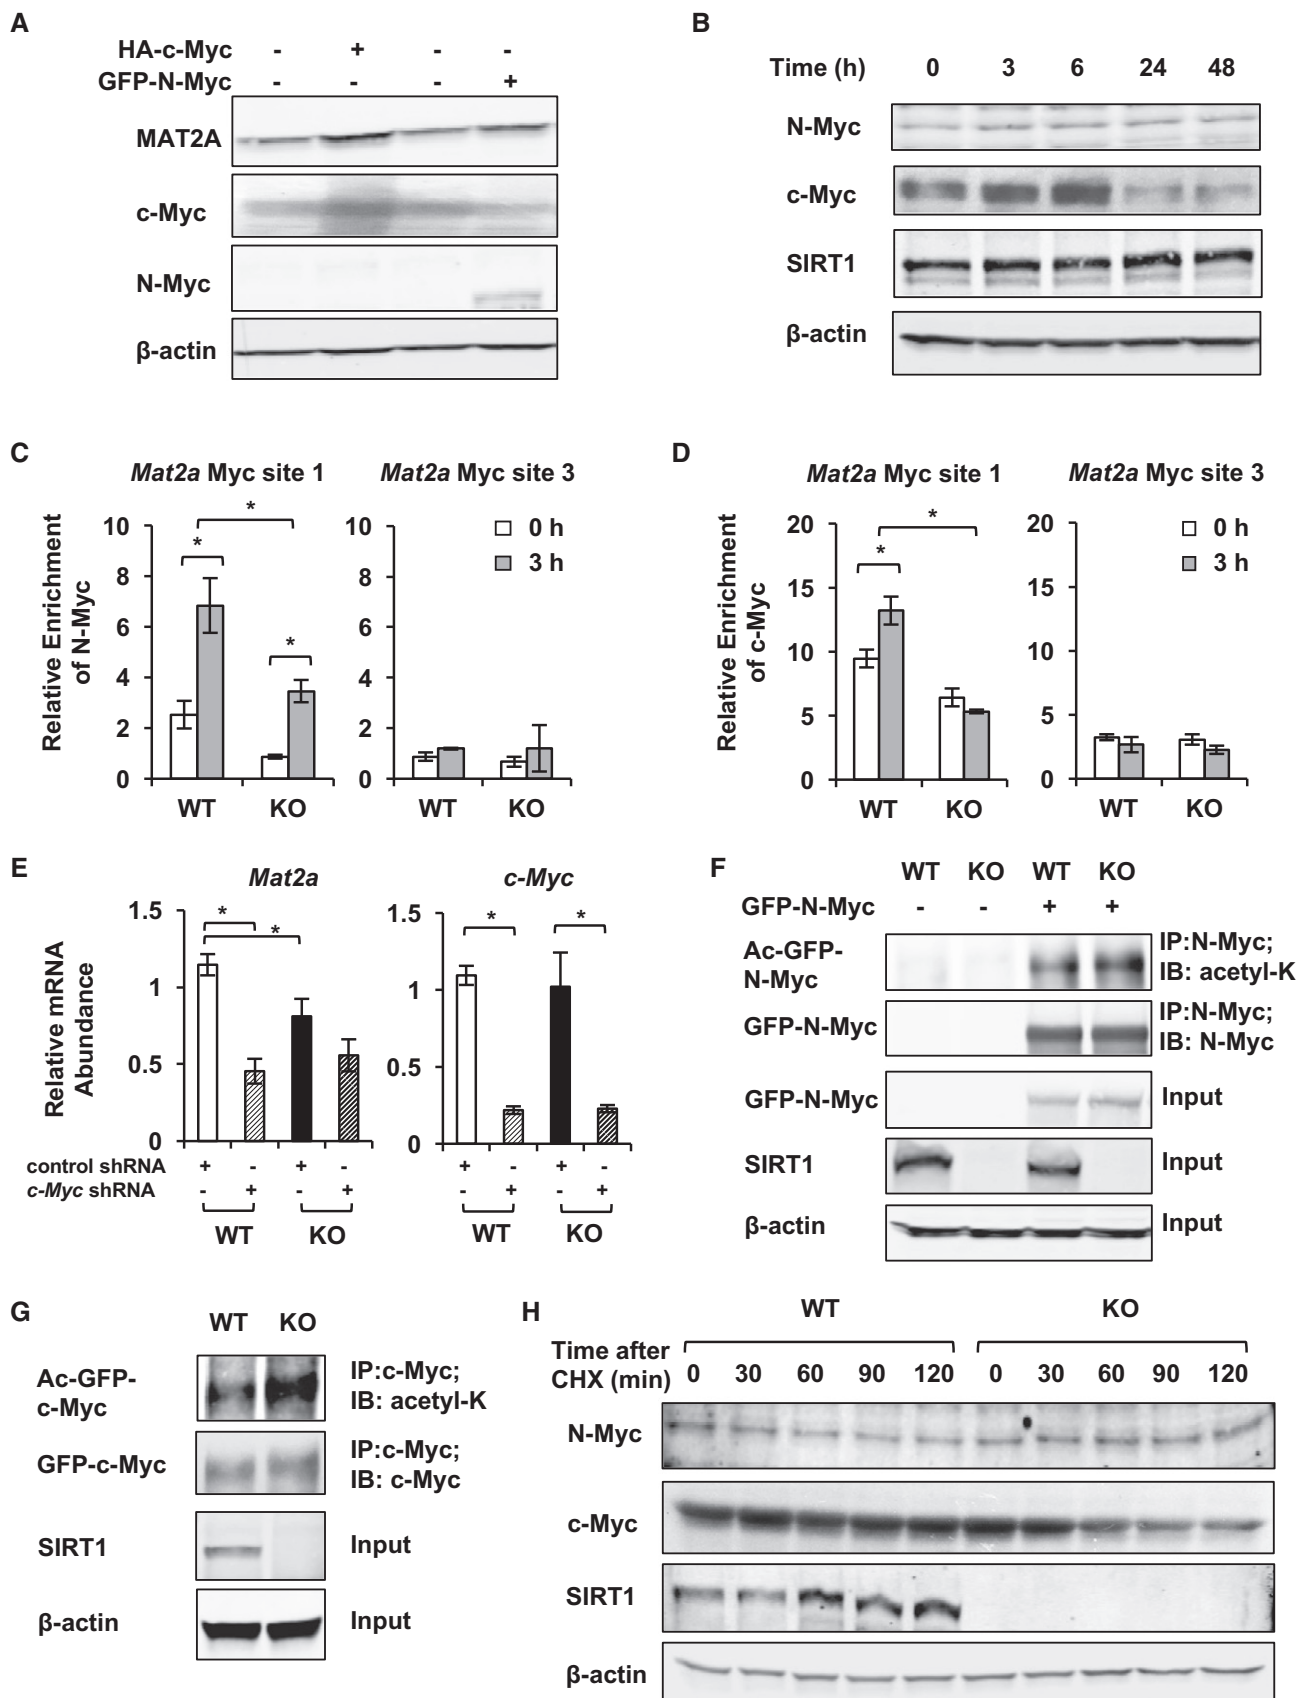 A
HA-c-Myc - + - -
GFP-N-Myc - - - +
MAT2A
c-Myc
N-Myc
β-actin
B
Time (h) 0 3 6 24 48
N-Myc
c-Myc
SIRT1
β-actin
C
Mat2a Myc site 1
Mat2a Myc site 3
Relative Enrichment
of N-Myc
10
8
6
4
2
0
*
*
*
WT KO
10
8
6
4
2
0
0 h
3 h
WT KO
D
Mat2a Myc site 1
Mat2a Myc site 3
Relative Enrichment
of c-Myc
20
15
10
5
0
*
*
WT KO
20
15
10
5
0
0 h
3 h
WT KO
E
Mat2a
c-Myc
Relative mRNA
Abundance
1.5
1
0.5
0
*
*
1.5
1
0.5
0
*
*
control shRNA + - + - + - + -
c-Myc shRNA - + - + - + - +
WT KO WT KO
F
WT KO WT KO
GFP-N-Myc - - + +
Ac-GFP-
N-Myc
IP:N-Myc;
IB: acetyl-K
GFP-N-Myc
IP:N-Myc;
IB: N-Myc
GFP-N-Myc Input
SIRT1 Input
β-actin Input
G
WT KO
Ac-GFP-
c-Myc
IP:c-Myc;
IB: acetyl-K
GFP-c-Myc
IP:c-Myc;
IB: c-Myc
SIRT1 Input
β-actin Input
H
WT KO
Time after
CHX (min) 0 30 60 90 120 0 30 60 90 120
N-Myc
c-Myc
SIRT1
β-actin